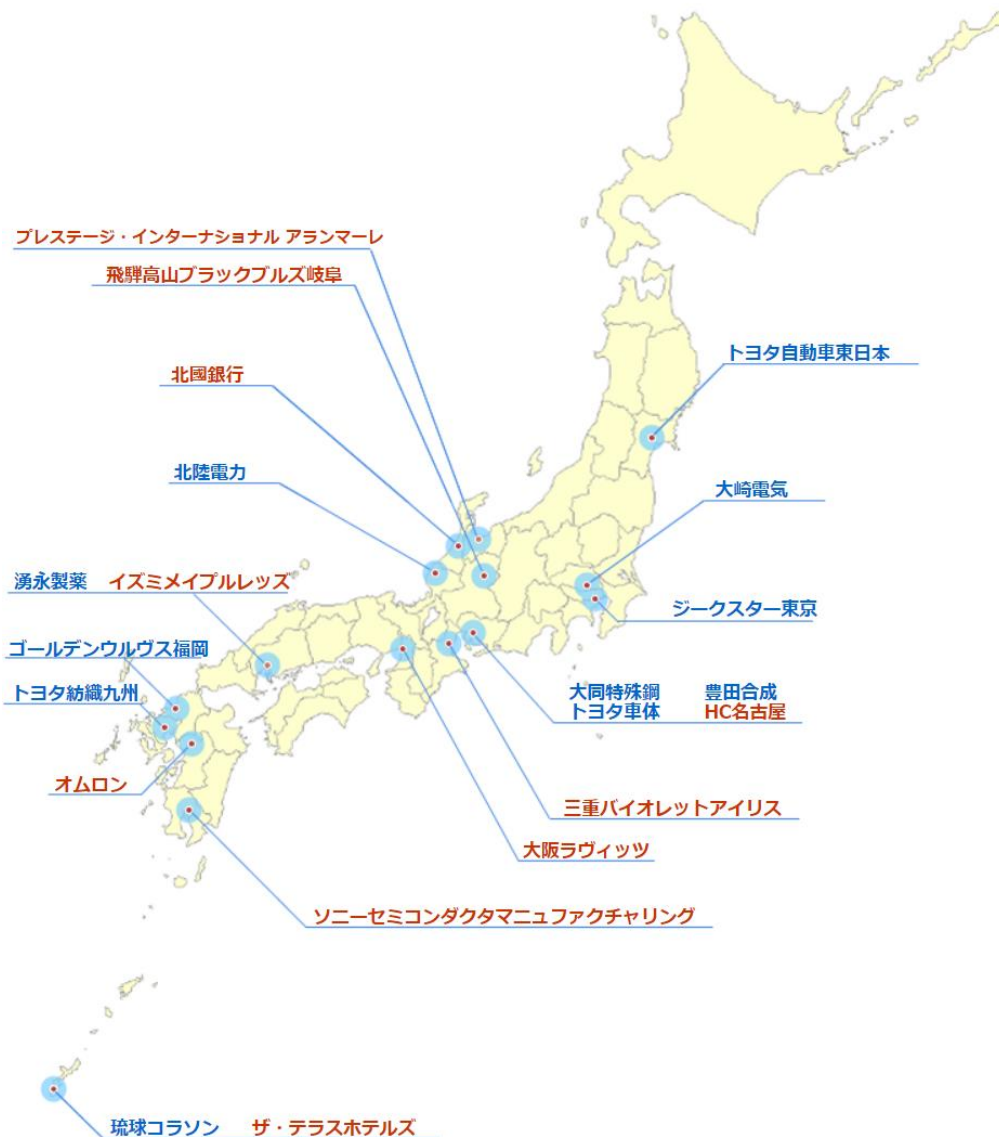 プレステージ・インターナショナル アランマーレ
飛騨高山ブラックブルズ岐阜
トヨタ自動車東日本
北國銀行
北陸電力
大崎電気
湧永製薬 イズミメイプルレッズ
ジークスター東京
ゴールデンウルヴス福岡
トヨタ紡織九州
大同特殊鋼 豊田合成
トヨタ車体 HC名古屋
オムロン
三重バイオレットアイリス
大阪ラヴィッツ
ソニーセミコンダクタマニュファクチャリング
琉球コラソン ザ・テラスホテルズ